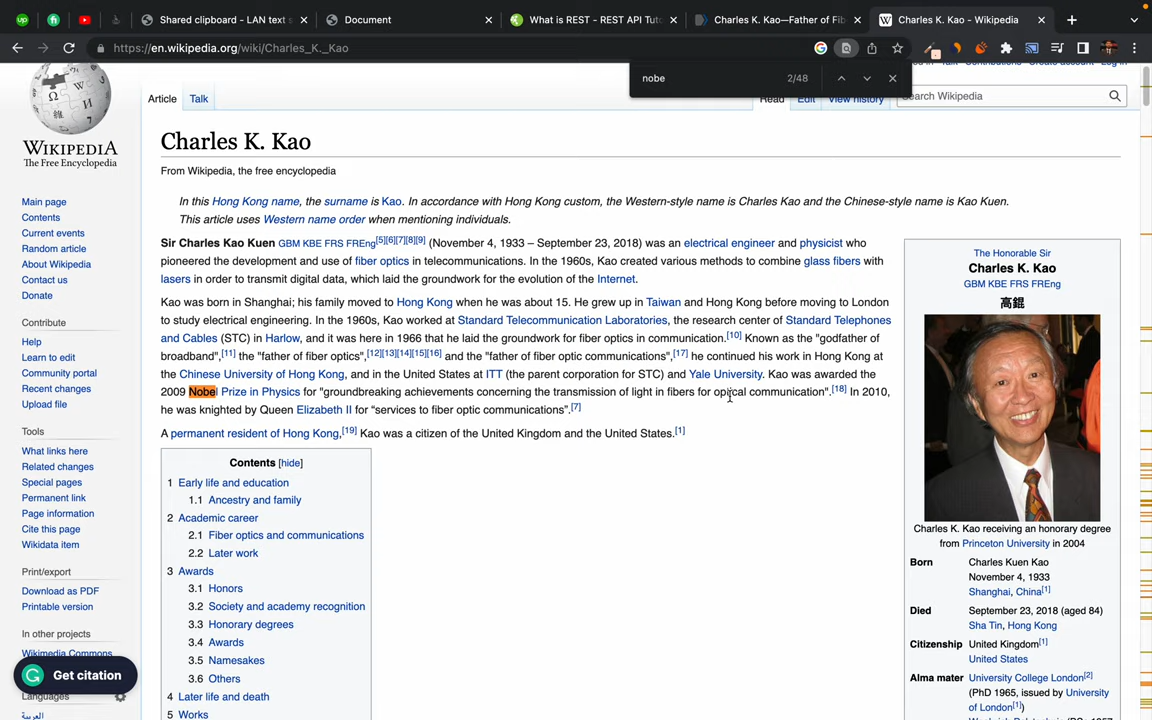 Shared clipboard - LAN text s
Document
What is REST - REST API Tuto
Charles K. Kao—Father of Fib
Charles K. Kao - Wikipedia
https://en.wikipedia.org/wiki/Charles_K._Kao
nobe 2/48
WIKIPEDIA
The Free Encyclopedia
Article Talk
Read Edit View history
Search Wikipedia
Charles K. Kao
From Wikipedia, the free encyclopedia
In this Hong Kong name, the surname is Kao. In accordance with Hong Kong custom, the Western-style name is Charles Kao and the Chinese-style name is Kao Kuen.
This article uses Western name order when mentioning individuals.
Sir Charles Kao Kuen GBM KBE FRS FREng[5][6][7][8][9] (November 4, 1933 – September 23, 2018) was an electrical engineer and physicist who
pioneered the development and use of fiber optics in telecommunications. In the 1960s, Kao created various methods to combine glass fibers with
lasers in order to transmit digital data, which laid the groundwork for the evolution of the Internet.
Kao was born in Shanghai; his family moved to Hong Kong when he was about 15. He grew up in Taiwan and Hong Kong before moving to London
to study electrical engineering. In the 1960s, Kao worked at Standard Telecommunication Laboratories, the research center of Standard Telephones
and Cables (STC) in Harlow, and it was here in 1966 that he laid the groundwork for fiber optics in communication.[10] Known as the "godfather of
broadband",[11] the "father of fiber optics",[12][13][14][15][16] and the "father of fiber optic communications",[17] he continued his work in Hong Kong at
the Chinese University of Hong Kong, and in the United States at ITT (the parent corporation for STC) and Yale University. Kao was awarded the
2009 Nobel Prize in Physics for "groundbreaking achievements concerning the transmission of light in fibers for optical communication".[18] In 2010,
he was knighted by Queen Elizabeth II for “services to fiber optic communications”.[7]
A permanent resident of Hong Kong,[19] Kao was a citizen of the United Kingdom and the United States.[1]
Contents [hide]
1 Early life and education
1.1 Ancestry and family
2 Academic career
2.1 Fiber optics and communications
2.2 Later work
3 Awards
3.1 Honors
3.2 Society and academy recognition
3.3 Honorary degrees
3.4 Awards
3.5 Namesakes
3.6 Others
4 Later life and death
5 Works
The Honorable Sir
Charles K. Kao
GBM KBE FRS FREng
高錕
Charles K. Kao receiving an honorary degree
from Princeton University in 2004
Born Charles Kuen Kao
November 4, 1933
Shanghai, China[1]
Died September 23, 2018 (aged 84)
Sha Tin, Hong Kong
Citizenship United Kingdom[1]
United States
Alma mater University College London[2]
(PhD 1965, issued by University
of London[1])
Main page
Contents
Current events
Random article
About Wikipedia
Contact us
Donate
Contribute
Help
Learn to edit
Community portal
Recent changes
Upload file
Tools
What links here
Related changes
Special pages
Permanent link
Page information
Cite this page
Wikidata item
Print/export
Download as PDF
Printable version
In other projects
Wikimedia Commons
Get citation
Languages
العربية